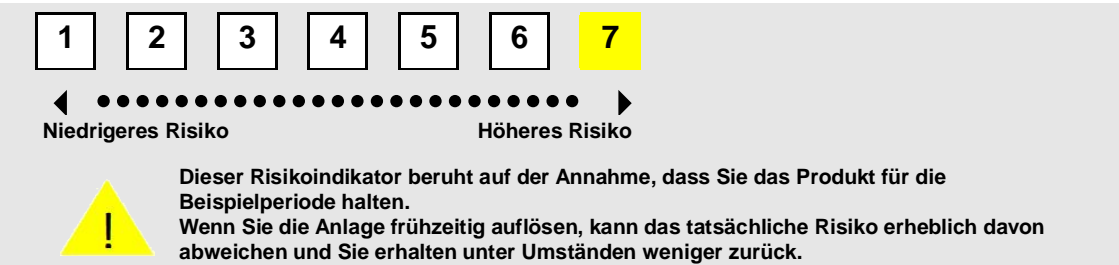 1 2 3 4 5 6 7
Niedrigeres Risiko Höheres Risiko
Dieser Risikoindikator beruht auf der Annahme, dass Sie das Produkt für die
Beispielperiode halten.
Wenn Sie die Anlage frühzeitig auflösen, kann das tatsächliche Risiko erheblich davon
abweichen und Sie erhalten unter Umständen weniger zurück.
!